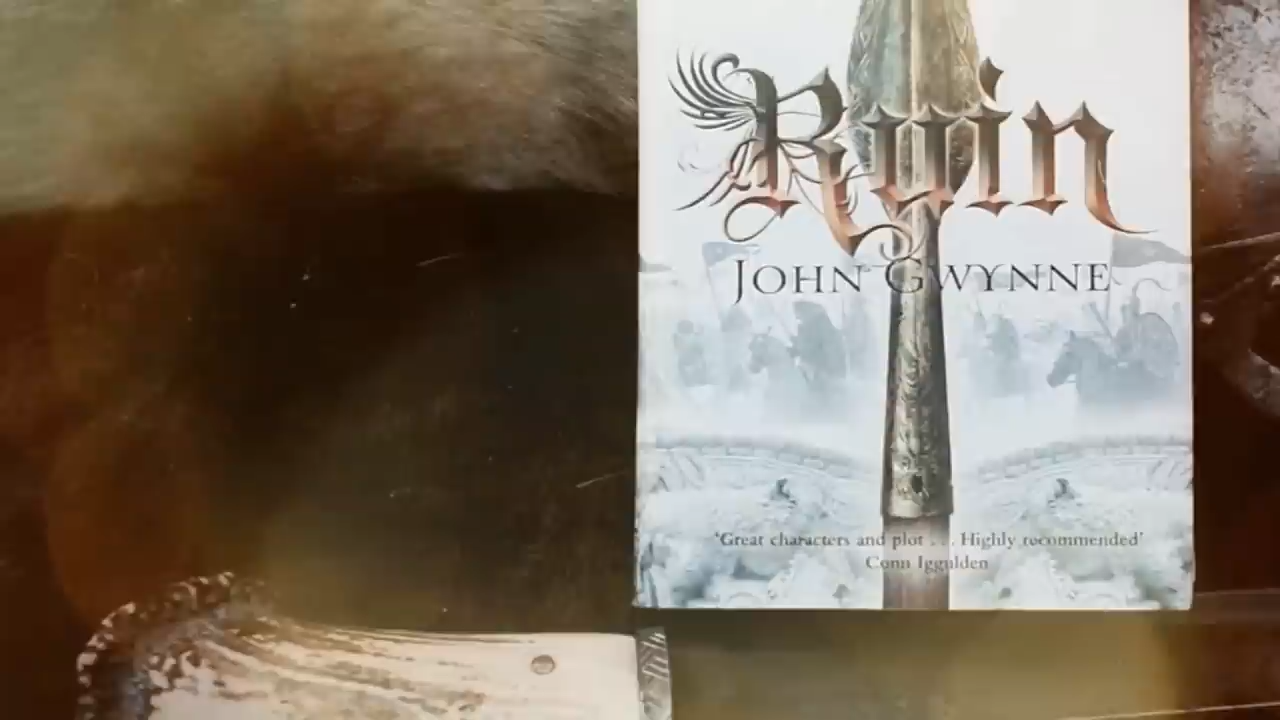 Ruin
JOHN GWYNNE
‘Great characters and plot . . . Highly recommended’
Conn Iggulden